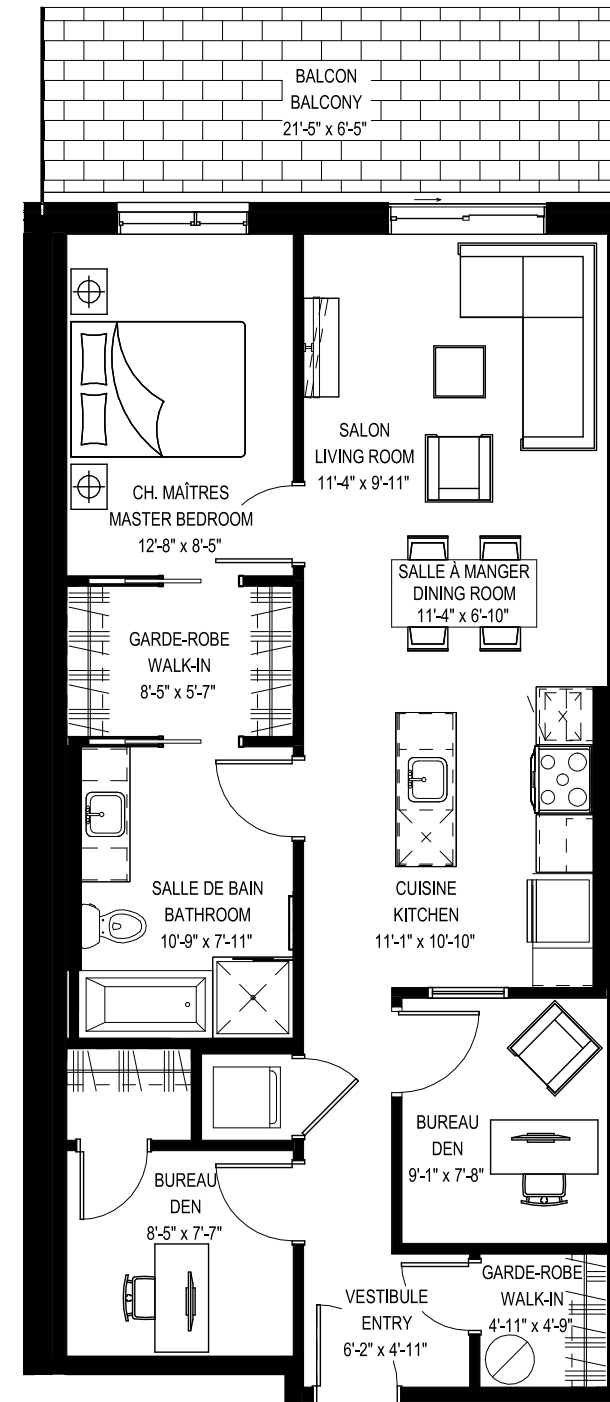 BALCON
BALCONY
21'-5" x 6'-5"
SALON
LIVING ROOM
11'-4" x 9'-11"
CH. MAÎTRES
MASTER BEDROOM
12'-8" x 8'-5"
SALLE À MANGER
DINING ROOM
11'-4" x 6'-10"
GARDE-ROBE
WALK-IN
8'-5" x 5'-7"
SALLE DE BAIN
BATHROOM
10'-9" x 7'-11"
CUISINE
KITCHEN
11'-1" x 10'-10"
BUREAU
DEN
9'-1" x 7'-8"
BUREAU
DEN
8'-5" x 7'-7"
VESTIBULE
ENTRY
6'-2" x 4'-11"
GARDE-ROBE
WALK-IN
4'-11" x 4'-9"